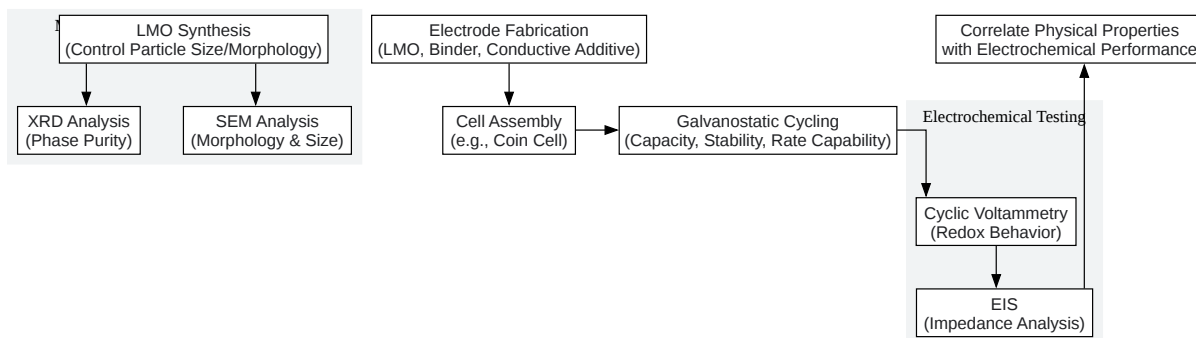 LMO Synthesis
(Control Particle Size/Morphology)
XRD Analysis
(Phase Purity)
SEM Analysis
(Morphology & Size)
Electrode Fabrication
(LMO, Binder, Conductive Additive)
Cell Assembly
(e.g., Coin Cell)
Galvanostatic Cycling
(Capacity, Stability, Rate Capability)
Electrochemical Testing
Cyclic Voltammetry
(Redox Behavior)
EIS
(Impedance Analysis)
Correlate Physical Properties
with Electrochemical Performance